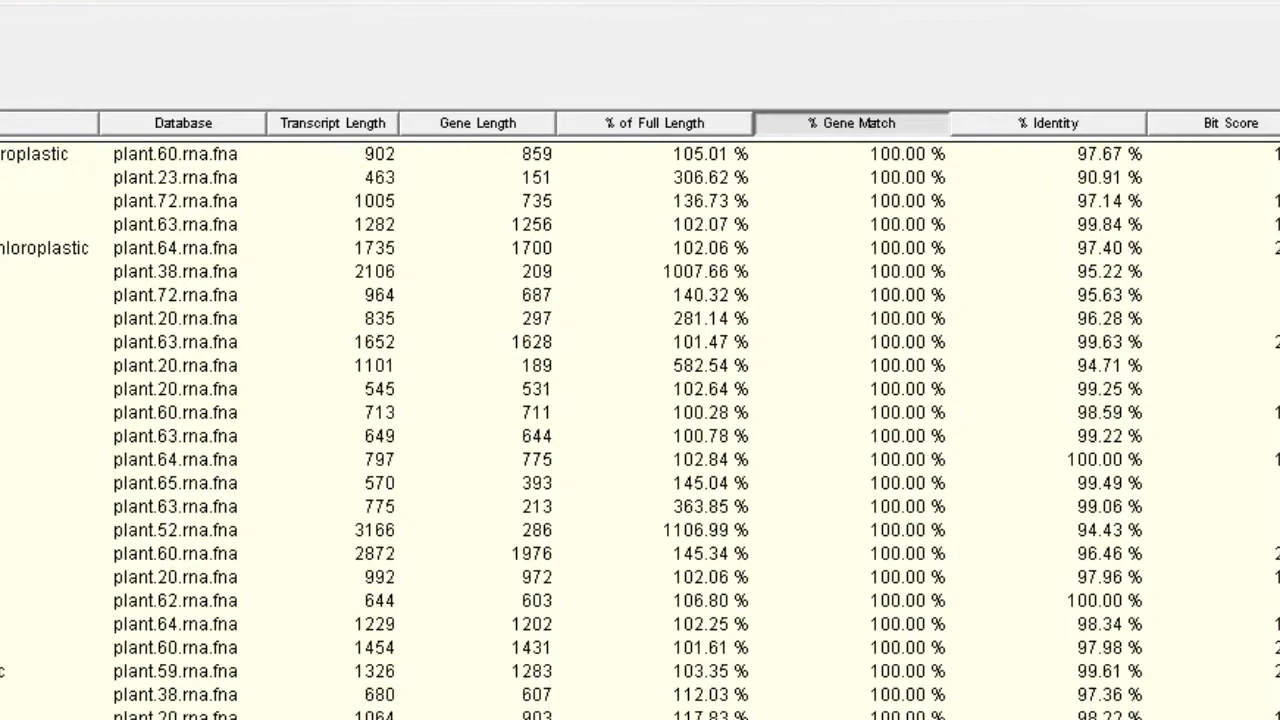 Database Transcript Length Gene Length % of Full Length % Gene Match % Identity Bit Score
roplastic plant.60.rna.fna 902 859 105.01 % 100.00 % 97.67 %
plant.23.rna.fna 463 151 306.62 % 100.00 % 90.91 %
plant.72.rna.fna 1005 735 136.73 % 100.00 % 97.14 %
plant.63.rna.fna 1282 1256 102.07 % 100.00 % 99.84 %
hloroplastic plant.64.rna.fna 1735 1700 102.06 % 100.00 % 97.40 %
plant.38.rna.fna 2106 209 1007.66 % 100.00 % 95.22 %
plant.72.rna.fna 964 687 140.32 % 100.00 % 95.63 %
plant.20.rna.fna 835 297 281.14 % 100.00 % 96.28 %
plant.63.rna.fna 1652 1628 101.47 % 100.00 % 99.63 %
plant.20.rna.fna 1101 189 582.54 % 100.00 % 94.71 %
plant.20.rna.fna 545 531 102.64 % 100.00 % 99.25 %
plant.60.rna.fna 713 711 100.28 % 100.00 % 98.59 %
plant.63.rna.fna 649 644 100.78 % 100.00 % 99.22 %
plant.64.rna.fna 797 775 102.84 % 100.00 % 100.00 %
plant.65.rna.fna 570 393 145.04 % 100.00 % 99.49 %
plant.63.rna.fna 775 213 363.85 % 100.00 % 99.06 %
plant.52.rna.fna 3166 286 1106.99 % 100.00 % 94.43 %
plant.60.rna.fna 2872 1976 145.34 % 100.00 % 96.46 %
plant.20.rna.fna 992 972 102.06 % 100.00 % 97.96 %
plant.62.rna.fna 644 603 106.80 % 100.00 % 100.00 %
plant.64.rna.fna 1229 1202 102.25 % 100.00 % 98.34 %
plant.60.rna.fna 1454 1431 101.61 % 100.00 % 97.98 %
c plant.59.rna.fna 1326 1283 103.35 % 100.00 % 99.61 %
plant.38.rna.fna 680 607 112.03 % 100.00 % 97.36 %
plant.20.rna.fna 1064 903 117.83 % 100.00 % 98.22 %